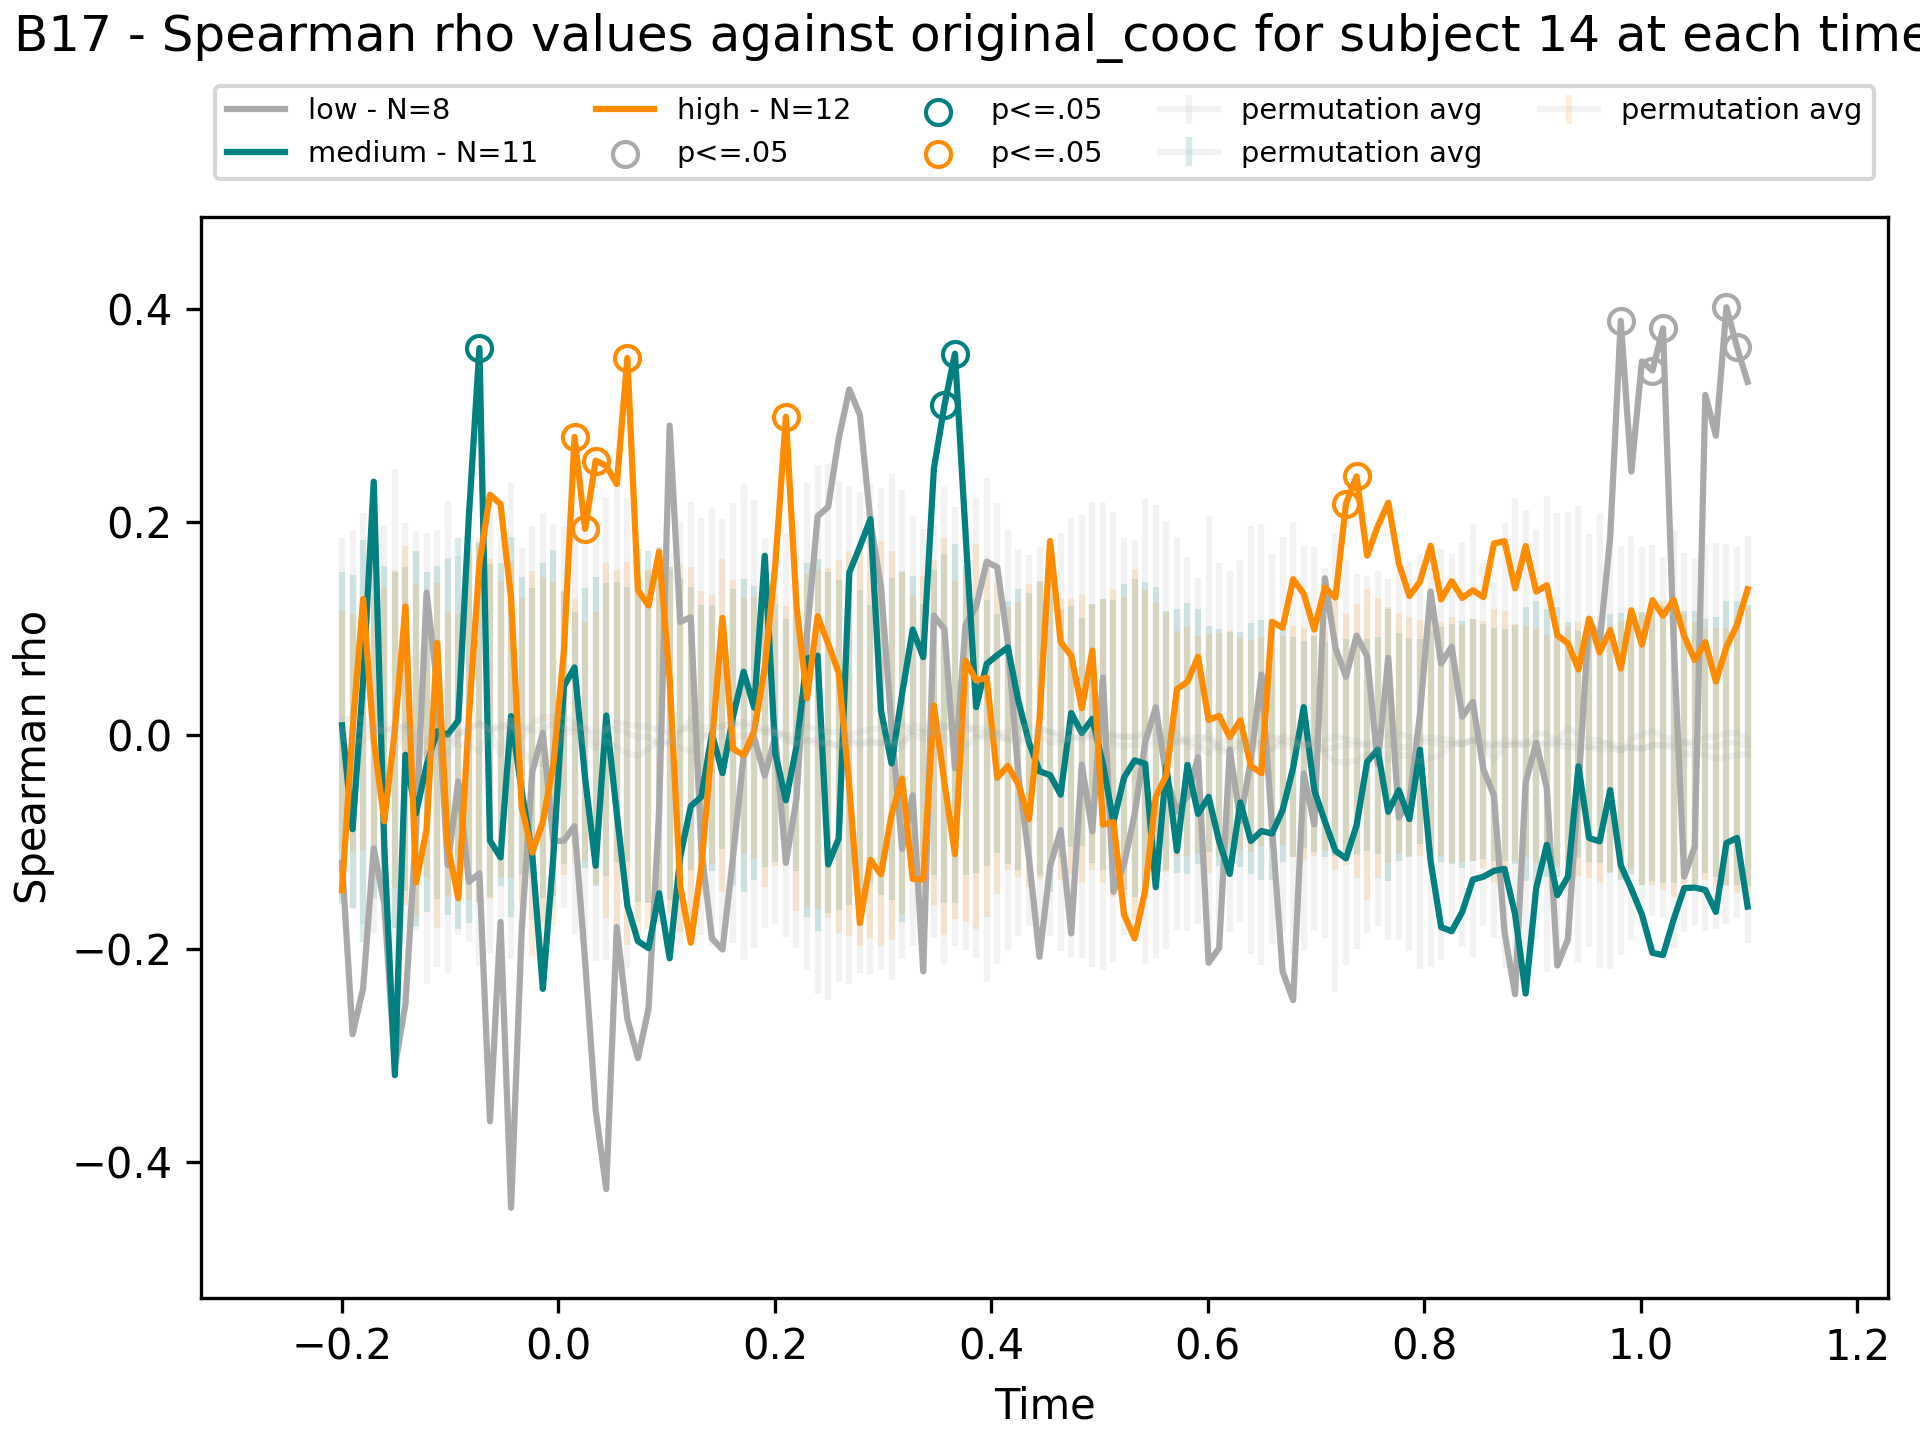 B17 - Spearman rho values against original_cooc for subject 14 at each time
low - N=8
medium - N=11
high - N=12
p<=.05
p<=.05
p<=.05
permutation avg
permutation avg
permutation avg
Spearman rho
0.4
0.2
0.0
−0.2
−0.4
−0.2
0.0
0.2
0.4
0.6
0.8
1.0
1.2
Time